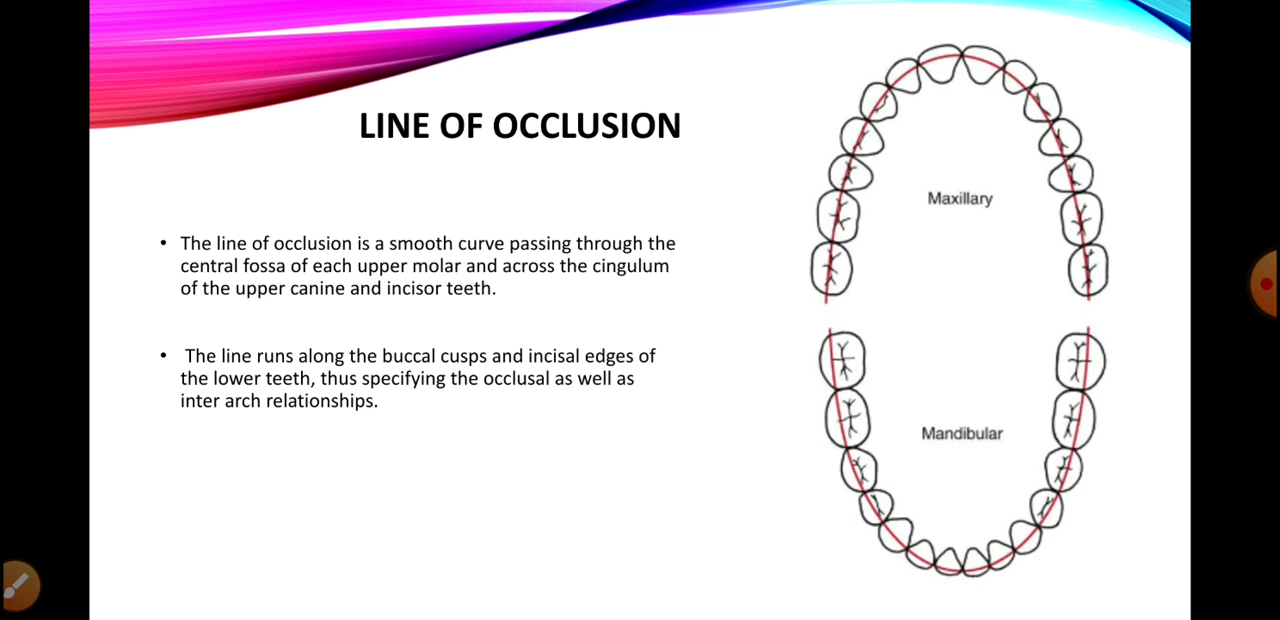 LINE OF OCCLUSION
• The line of occlusion is a smooth curve passing through the
central fossa of each upper molar and across the cingulum
of the upper canine and incisor teeth.
• The line runs along the buccal cusps and incisal edges of
the lower teeth, thus specifying the occlusal as well as
inter arch relationships.
Maxillary
Mandibular